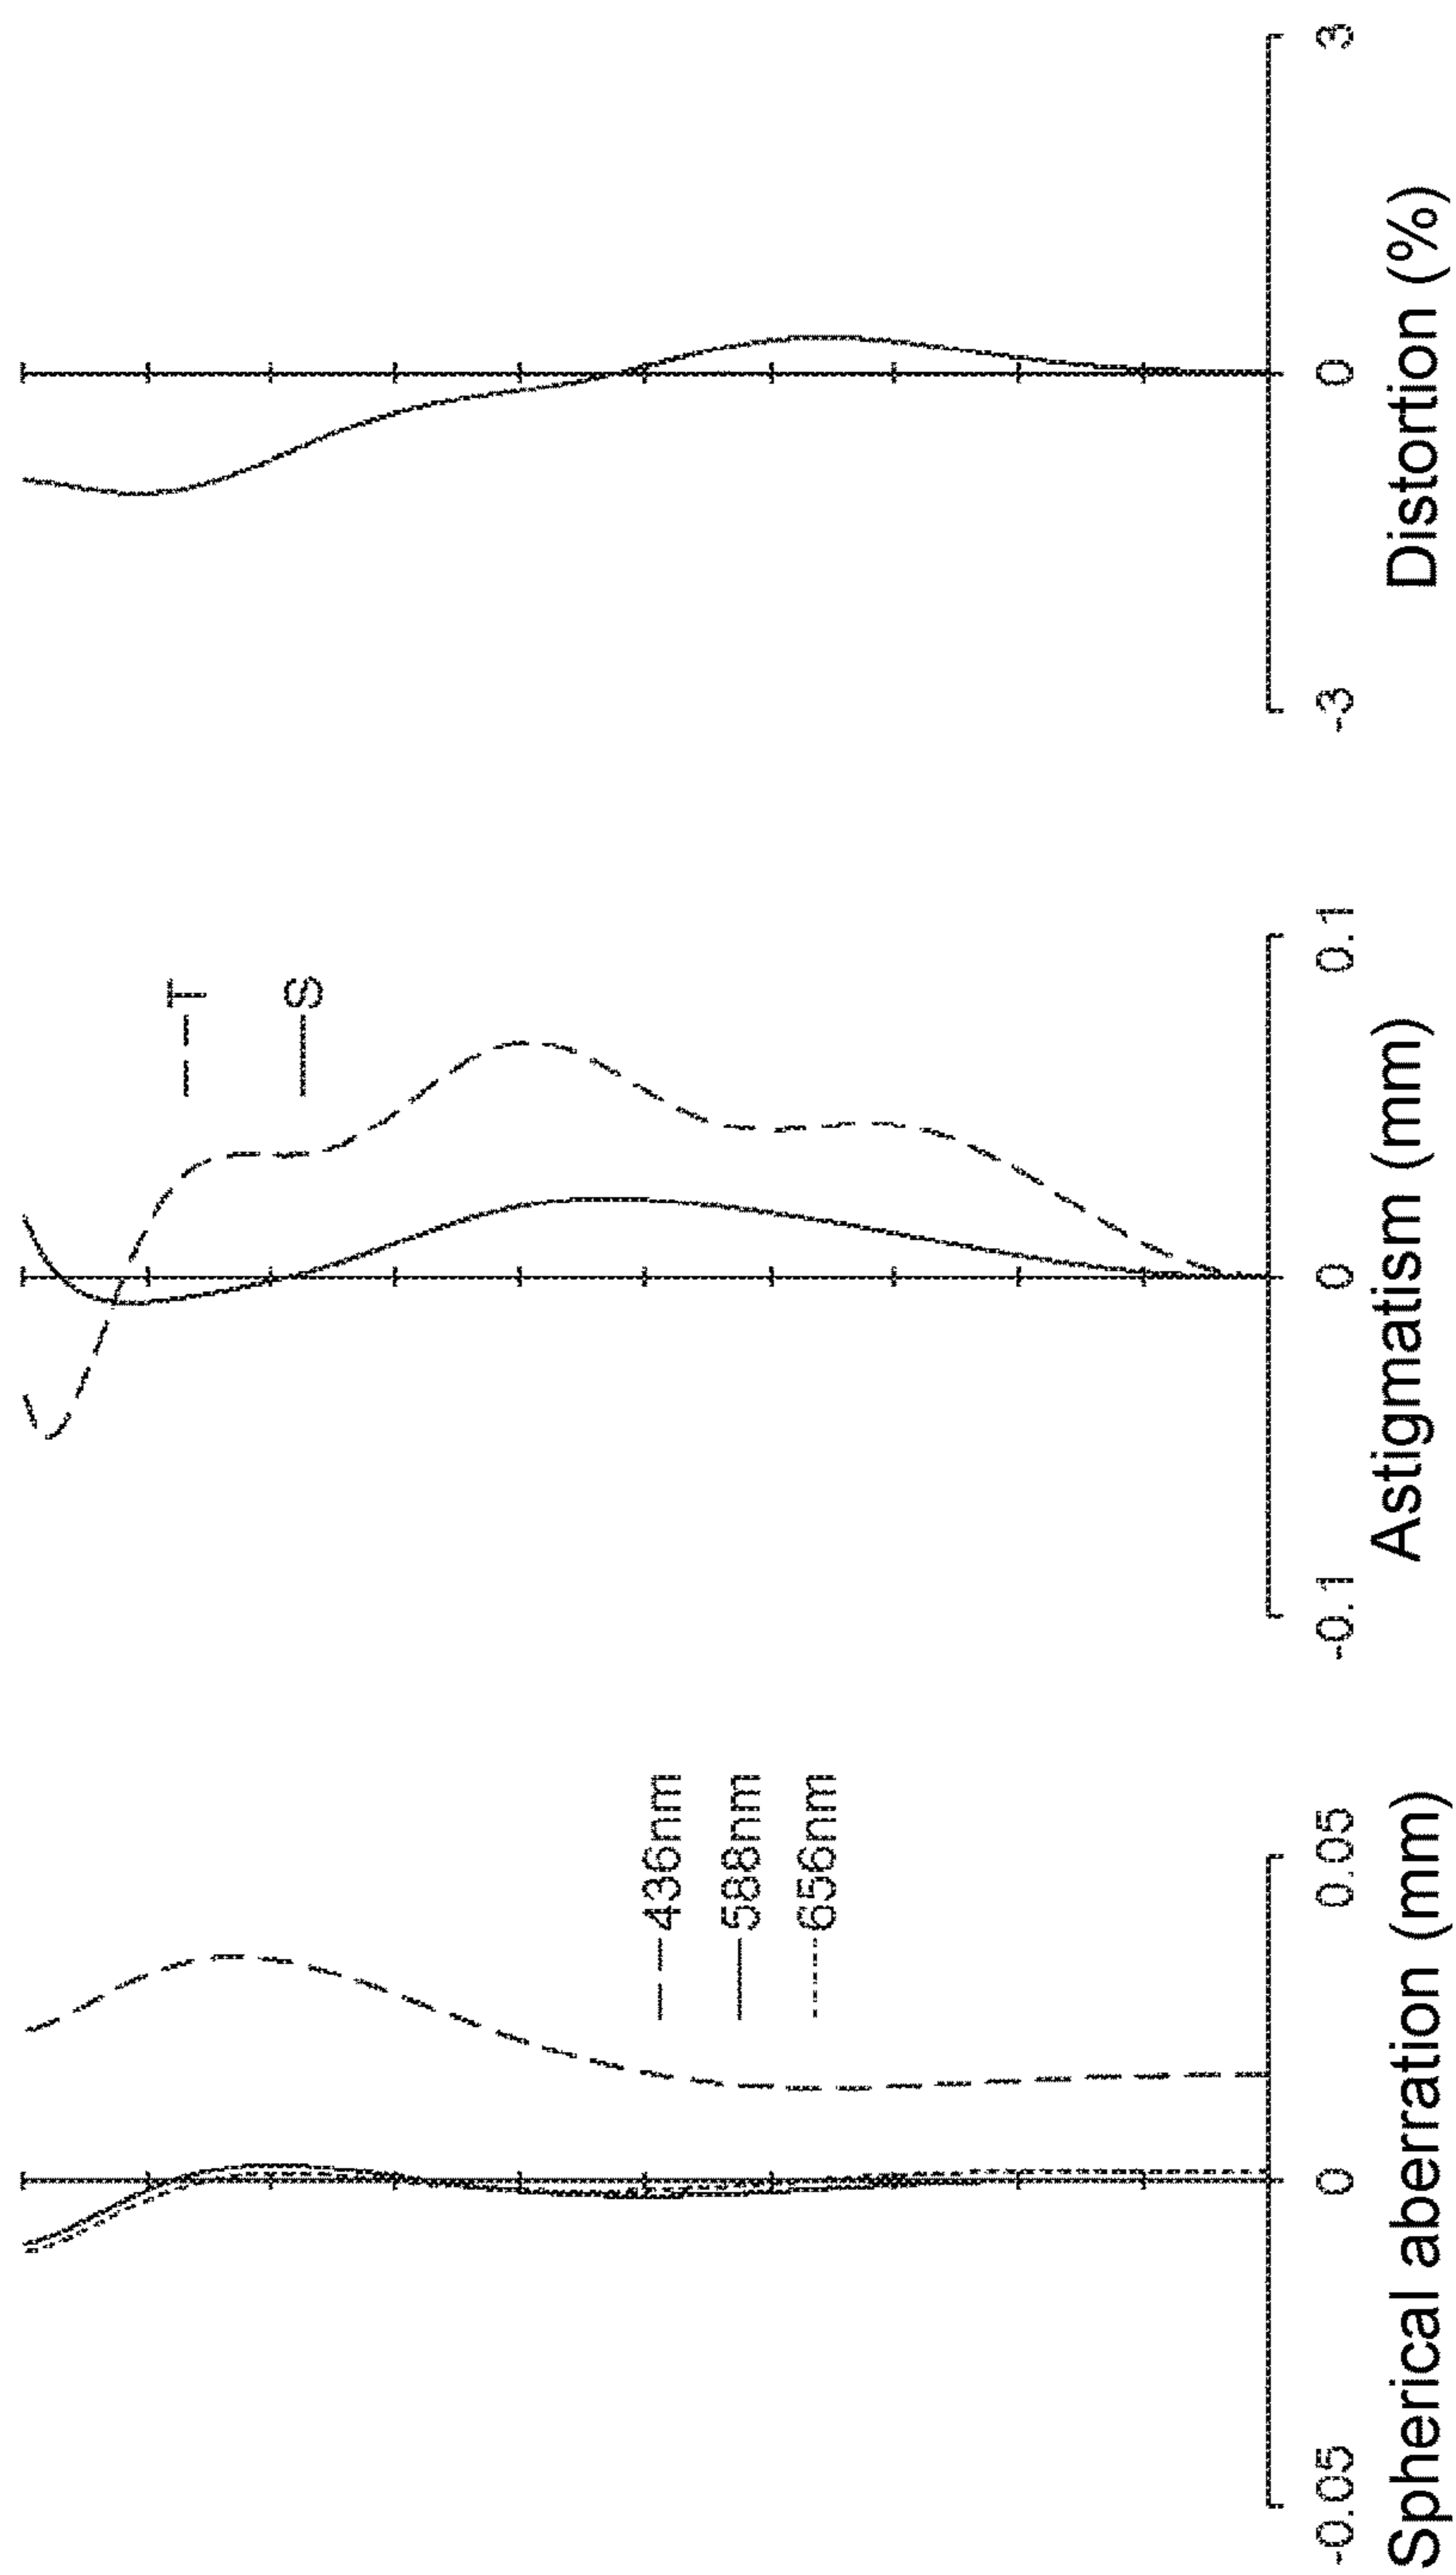 436nm
588nm
656nm
-0.05 0 0.05
Spherical aberration (mm)
T
S
-0.1 0 0.1
Astigmatism (mm)
-3 0 3
Distortion (%)